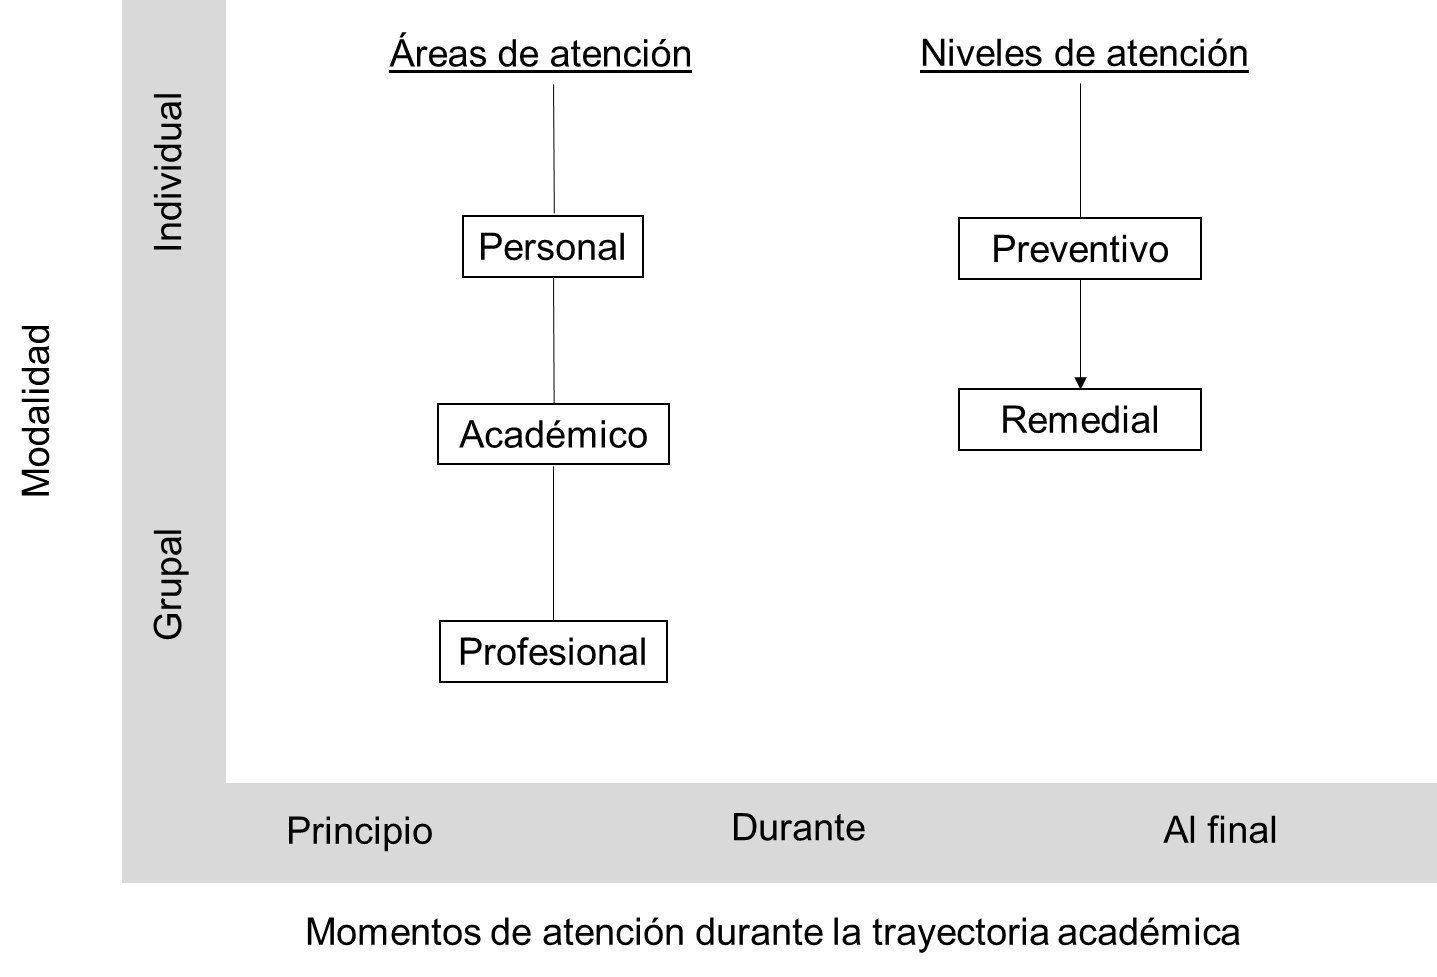 Áreas de atención
Niveles de atención
Individual
Modalidad
Grupal
Personal
Académico
Profesional
Preventivo
Remedial
Principio
Durante
Al final
Momentos de atención durante la trayectoria académica